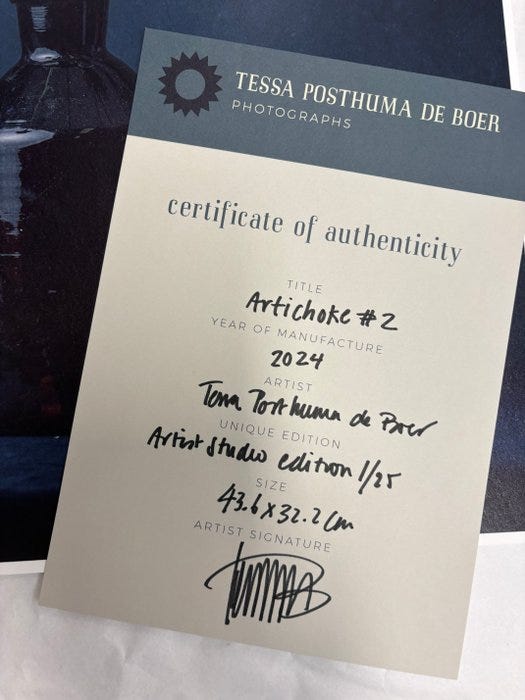 TESSA POSTHUMA DE BOER
PHOTOGRAPHS
certificate of authenticity
TITLE
Artichoke #2
YEAR OF MANUFACTURE
2024
ARTIST
Tessa Posthuma de Boer
UNIQUE EDITION
Artist studio edition 1/25
SIZE
43.6 x 32.2 cm
ARTIST SIGNATURE